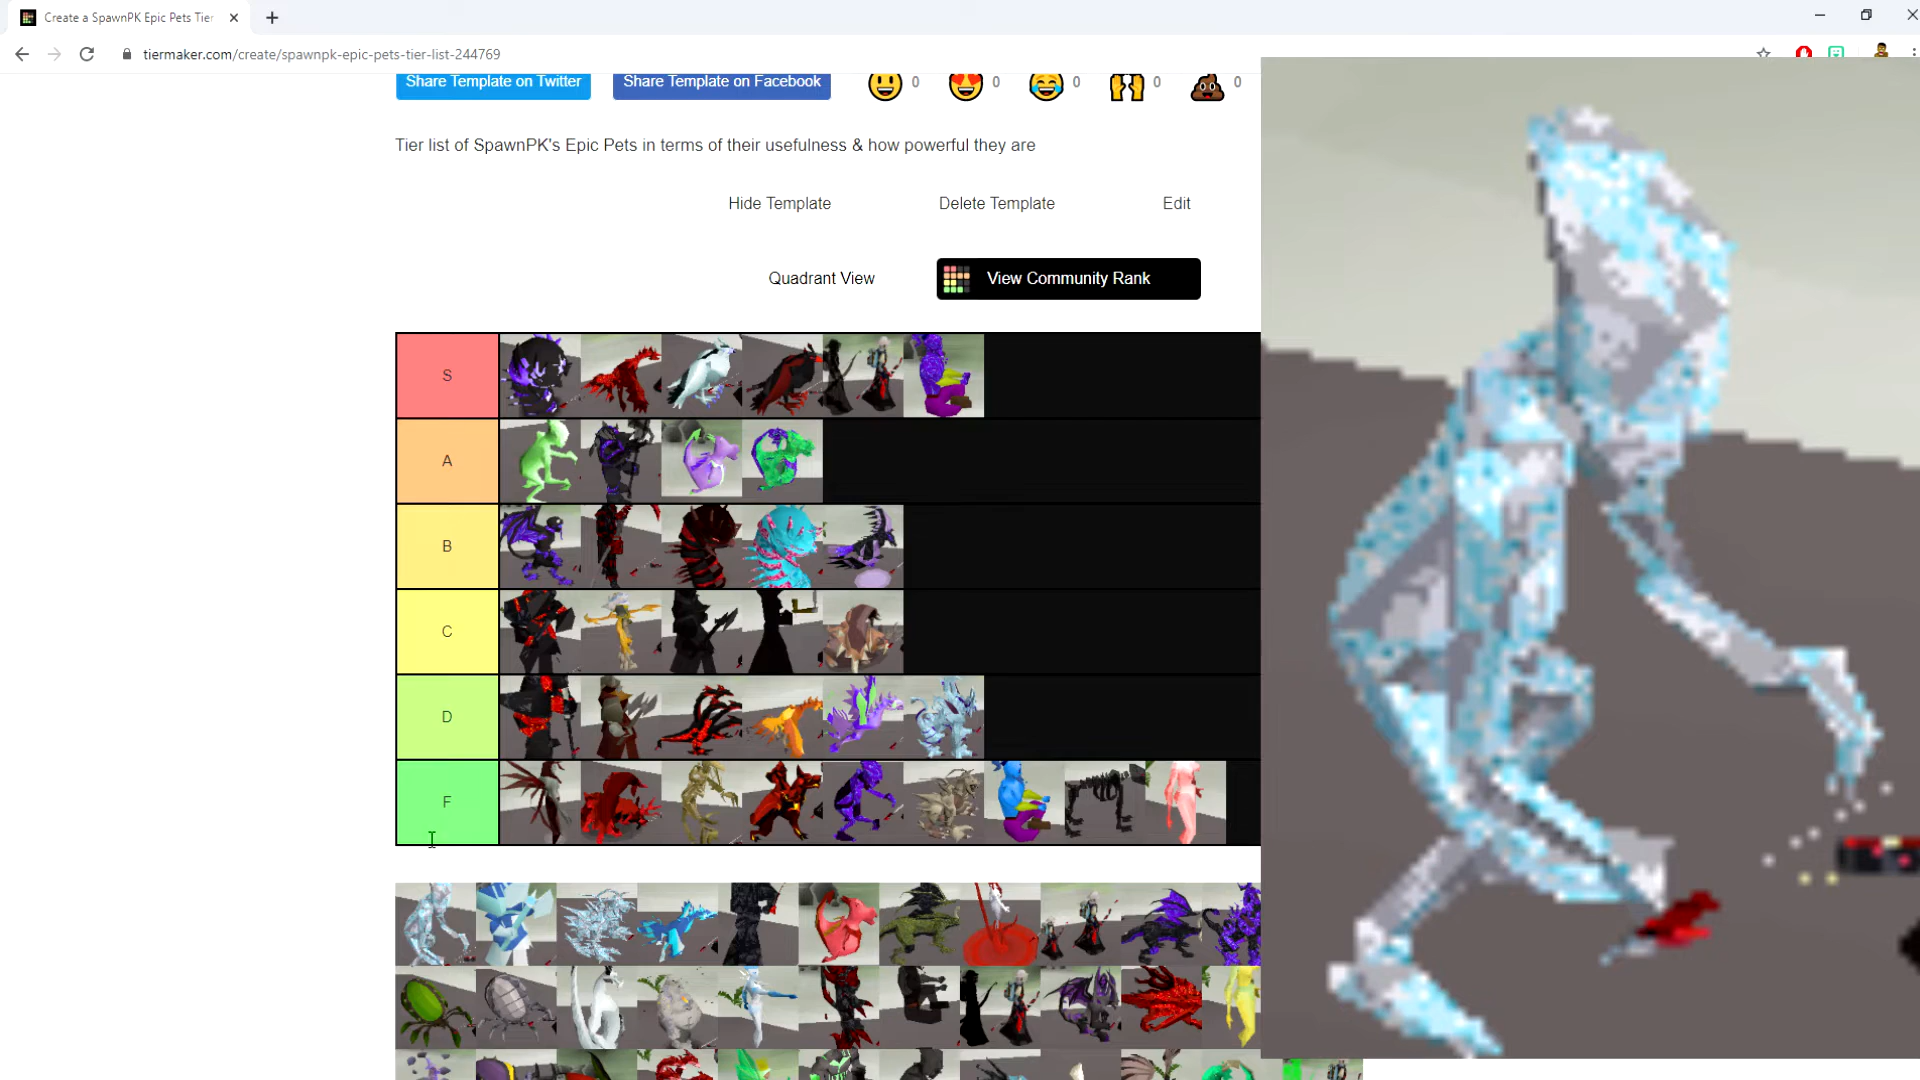 Create a SpawnPK Epic Pets Tier
tiermaker.com/create/spawnpk-epic-pets-tier-list-244769
Share Template on Twitter Share Template on Facebook 0 0 0 0 0
Tier list of SpawnPK's Epic Pets in terms of their usefulness & how powerful they are
Hide Template Delete Template Edit
Quadrant View View Community Rank
S
A
B
C
D
F